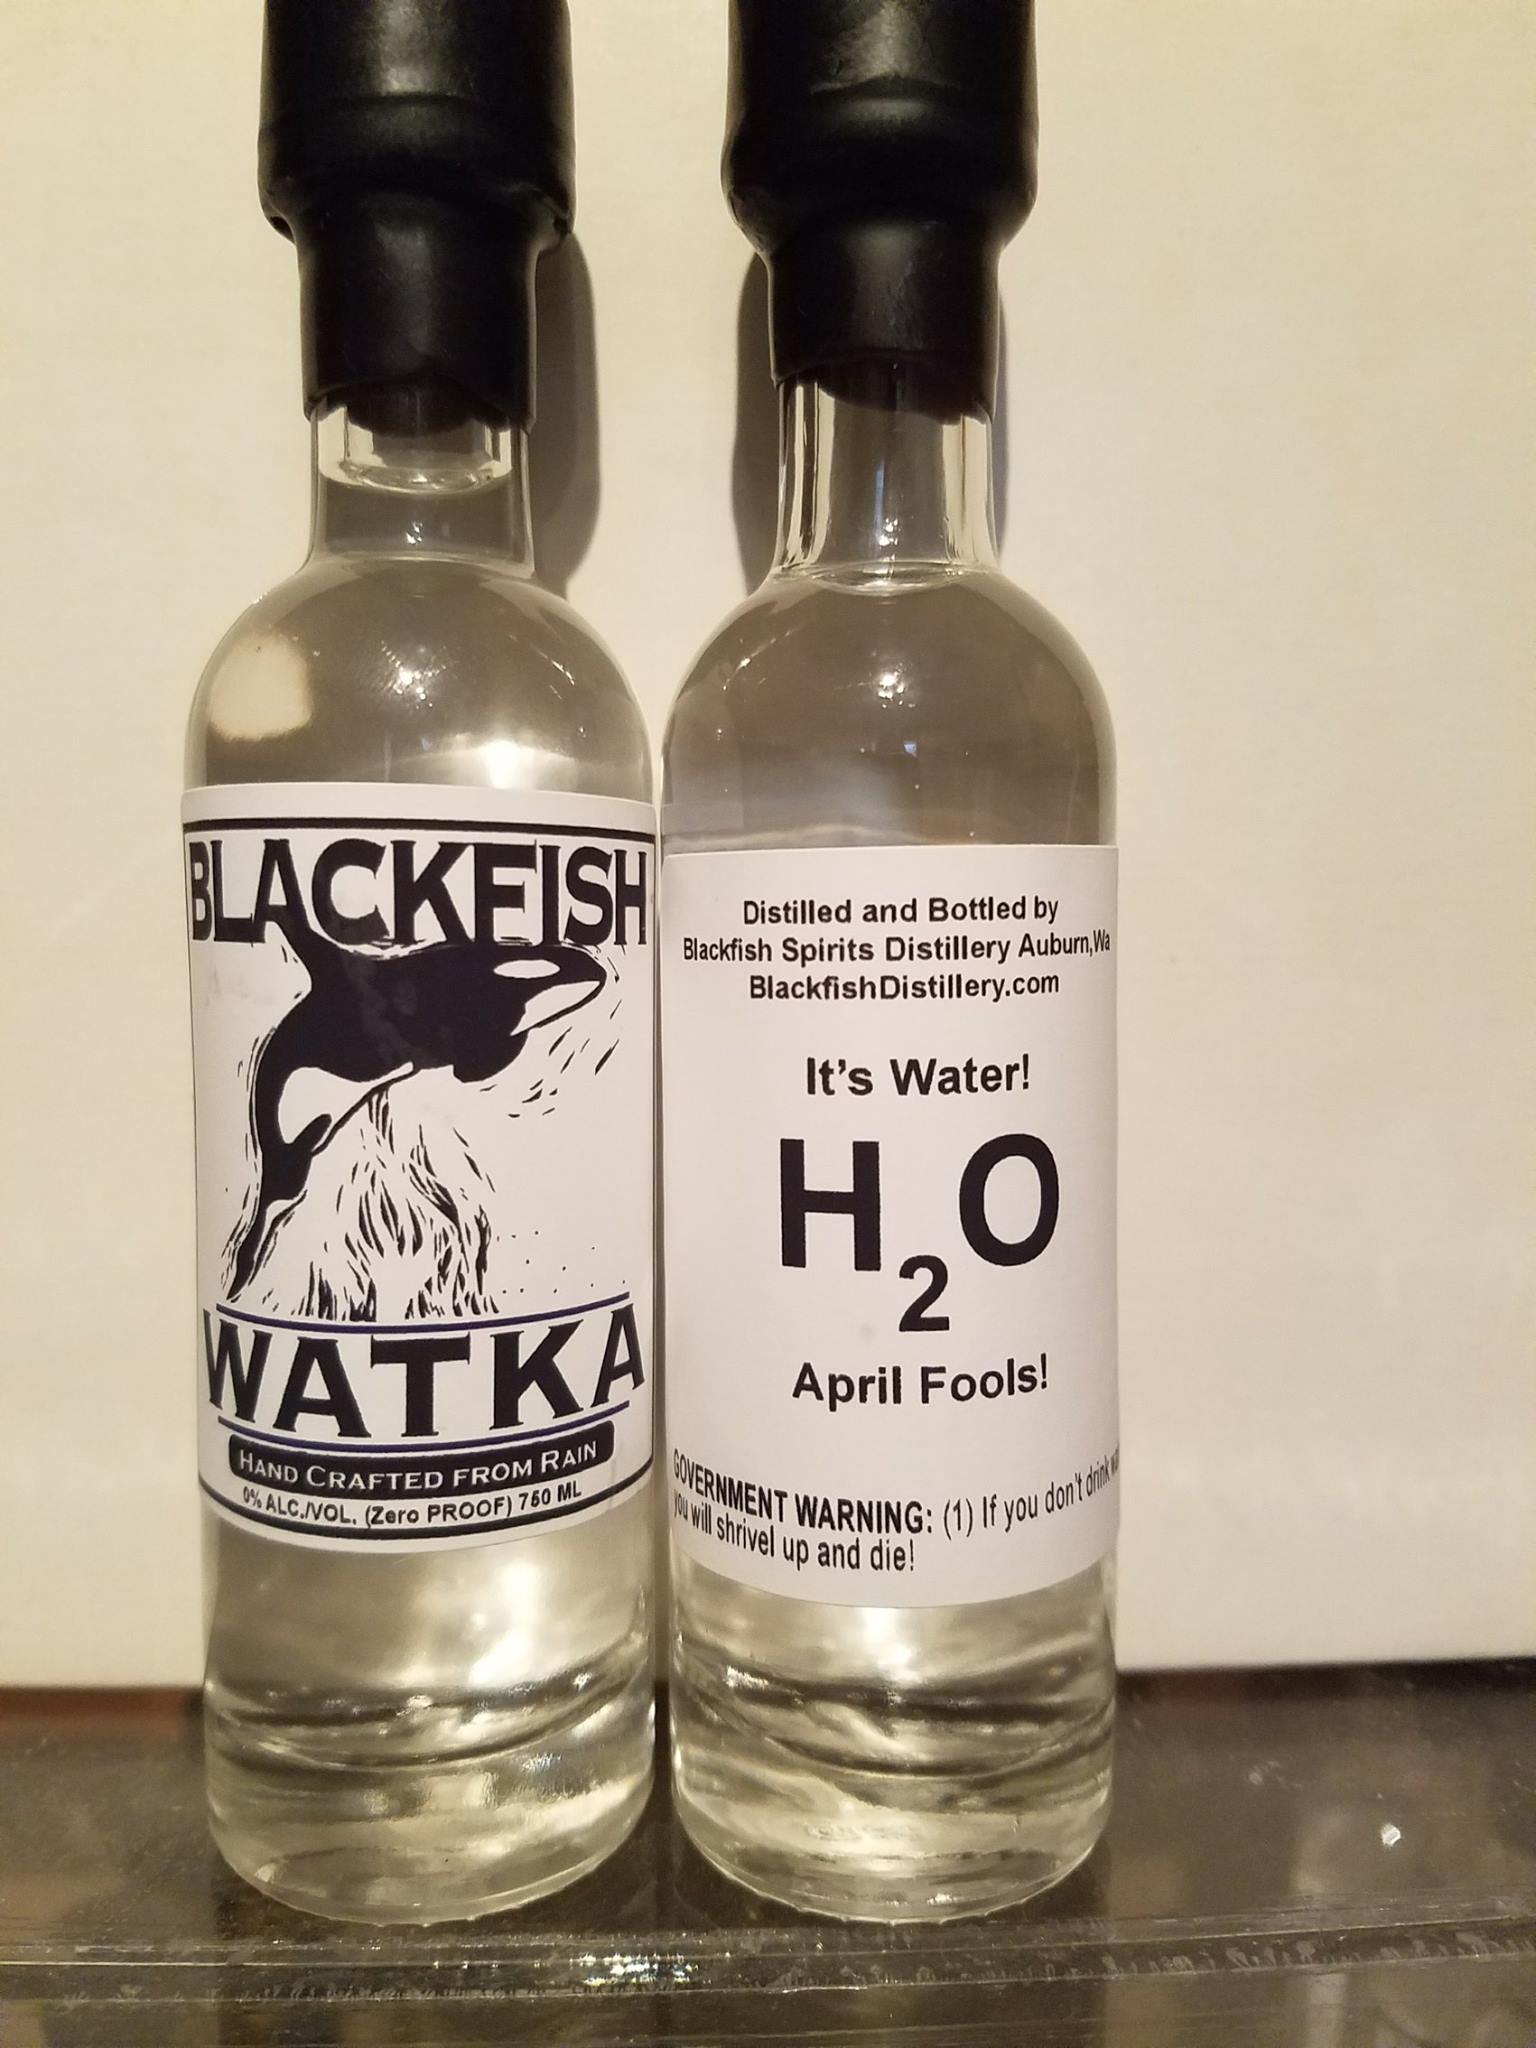 BLACKFISH
WATKA
HAND CRAFTED FROM RAIN
0% ALC./VOL. (Zero PROOF) 750 ML
Distilled and Bottled by
Blackfish Spirits Distillery Auburn,Wa
BlackfishDistillery.com
It's Water!
H2O
April Fools!
GOVERNMENT WARNING: (1) If you don't drink
you will shrivel up and die!